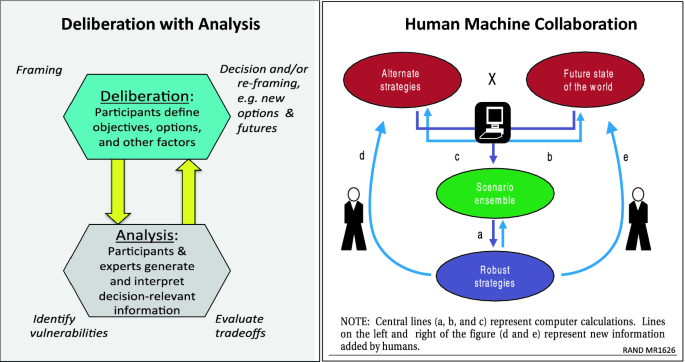 Deliberation with Analysis
Framing
Decision and/or
re-framing,
e.g. new
options &
futures
Deliberation:
Participants define
objectives, options,
and other factors
Analysis:
Participants &
experts generate
and interpret
decision-relevant
information
Identify
vulnerabilities
Evaluate
tradeoffs
Human Machine Collaboration
Alternate
strategies
X
Future state
of the world
d
c
b
e
Scenario
ensemble
a
Robust
strategies
NOTE: Central lines (a, b, and c) represent computer calculations. Lines
on the left and right of the figure (d and e) represent new information
added by humans.
RAND MR1626